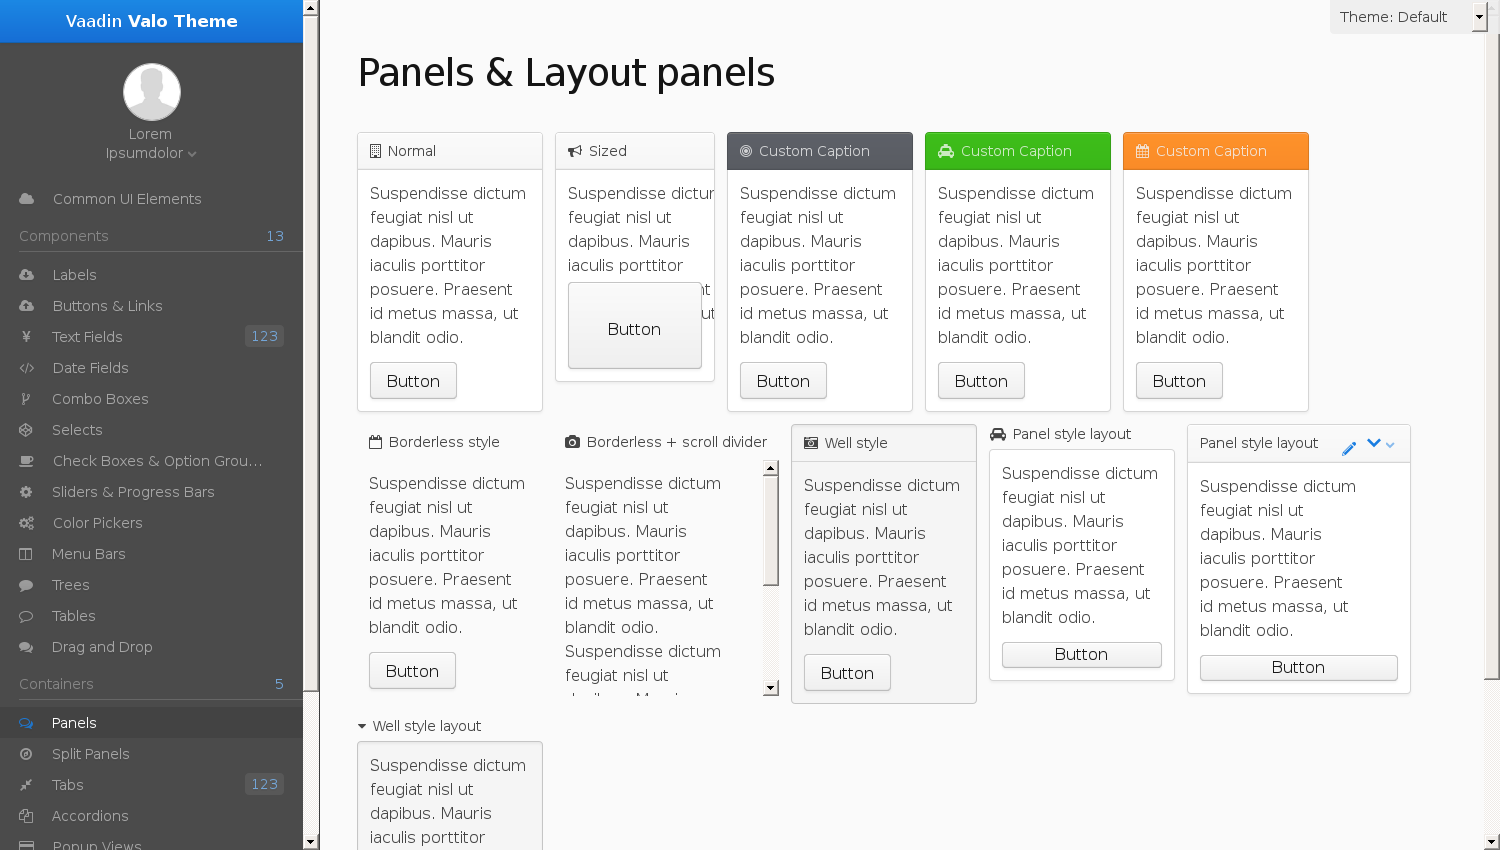 Vaadin Valo Theme
Lorem
Ipsumdolor
Common UI Elements
Components 13
Labels
Buttons & Links
Text Fields 123
Date Fields
Combo Boxes
Selects
Check Boxes & Option Grou...
Sliders & Progress Bars
Color Pickers
Menu Bars
Trees
Tables
Drag and Drop
Containers 5
Panels
Split Panels
Tabs 123
Accordions
Popup Views
Theme: Default
Panels & Layout panels
Normal
Suspendisse dictum
feugiat nisl ut
dapibus. Mauris
iaculis porttitor
posuere. Praesent
id metus massa, ut
blandit odio.
Button
Sized
Suspendisse dictum
feugiat nisl ut
dapibus. Mauris
iaculis porttitor
Button
Custom Caption
Suspendisse dictum
feugiat nisl ut
dapibus. Mauris
iaculis porttitor
posuere. Praesent
id metus massa, ut
blandit odio.
Button
Custom Caption
Suspendisse dictum
feugiat nisl ut
dapibus. Mauris
iaculis porttitor
posuere. Praesent
id metus massa, ut
blandit odio.
Button
Custom Caption
Suspendisse dictum
feugiat nisl ut
dapibus. Mauris
iaculis porttitor
posuere. Praesent
id metus massa, ut
blandit odio.
Button
Borderless style
Suspendisse dictum
feugiat nisl ut
dapibus. Mauris
iaculis porttitor
posuere. Praesent
id metus massa, ut
blandit odio.
Button
Borderless + scroll divider
Suspendisse dictum
feugiat nisl ut
dapibus. Mauris
iaculis porttitor
posuere. Praesent
id metus massa, ut
blandit odio.
Suspendisse dictum
feugiat nisl ut
Well style
Suspendisse dictum
feugiat nisl ut
dapibus. Mauris
iaculis porttitor
posuere. Praesent
id metus massa, ut
blandit odio.
Button
Panel style layout
Suspendisse dictum
feugiat nisl ut
dapibus. Mauris
iaculis porttitor
posuere. Praesent
id metus massa, ut
blandit odio.
Button
Panel style layout
Suspendisse dictum
feugiat nisl ut
dapibus. Mauris
iaculis porttitor
posuere. Praesent
id metus massa, ut
blandit odio.
Button
Well style layout
Suspendisse dictum
feugiat nisl ut
dapibus. Mauris
iaculis porttitor